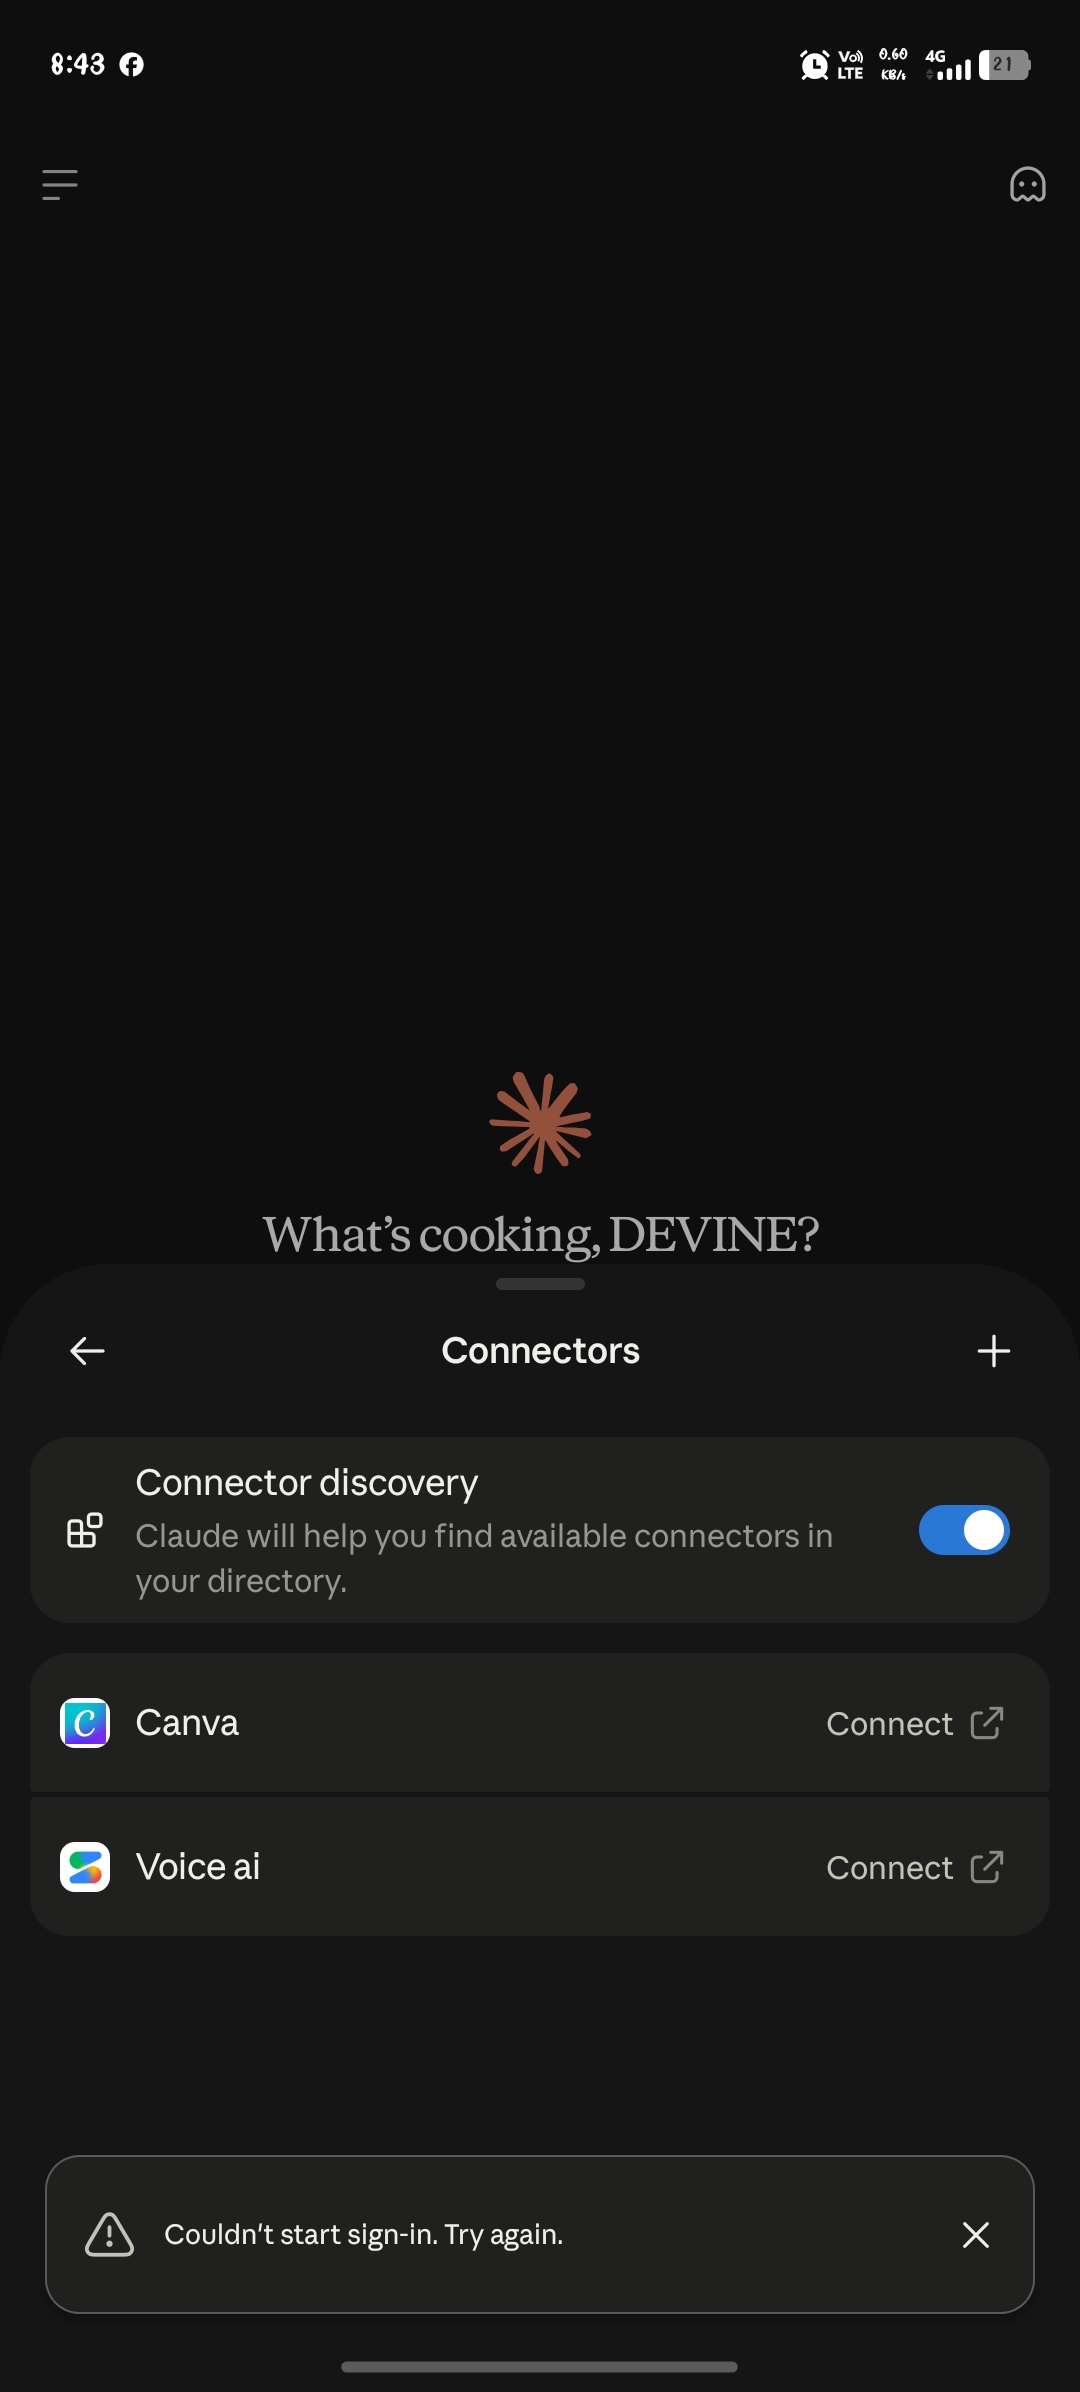 8:43
Vo)) LTE
0.60 KB/s
4G
21
What's cooking, DEVINE?
Connectors
Connector discovery
Claude will help you find available connectors in
your directory.
Canva
Connect
Voice ai
Connect
Couldn't start sign-in. Try again.